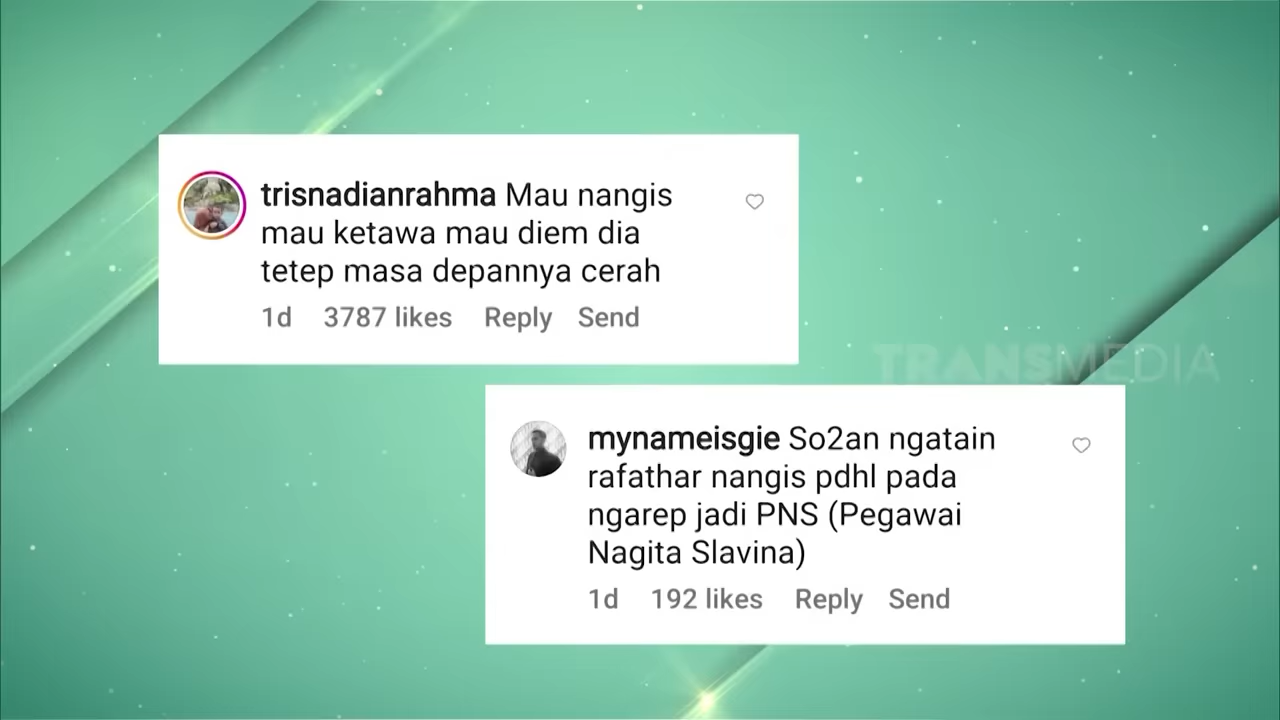 trisnadianrahma Mau nangis
mau ketawa mau diem dia
tetep masa depannya cerah
1d 3787 likes Reply Send
TRANSMEDIA
mynameisgie So2an ngatain
rafathar nangis pdhl pada
ngarep jadi PNS (Pegawai
Nagita Slavina)
1d 192 likes Reply Send